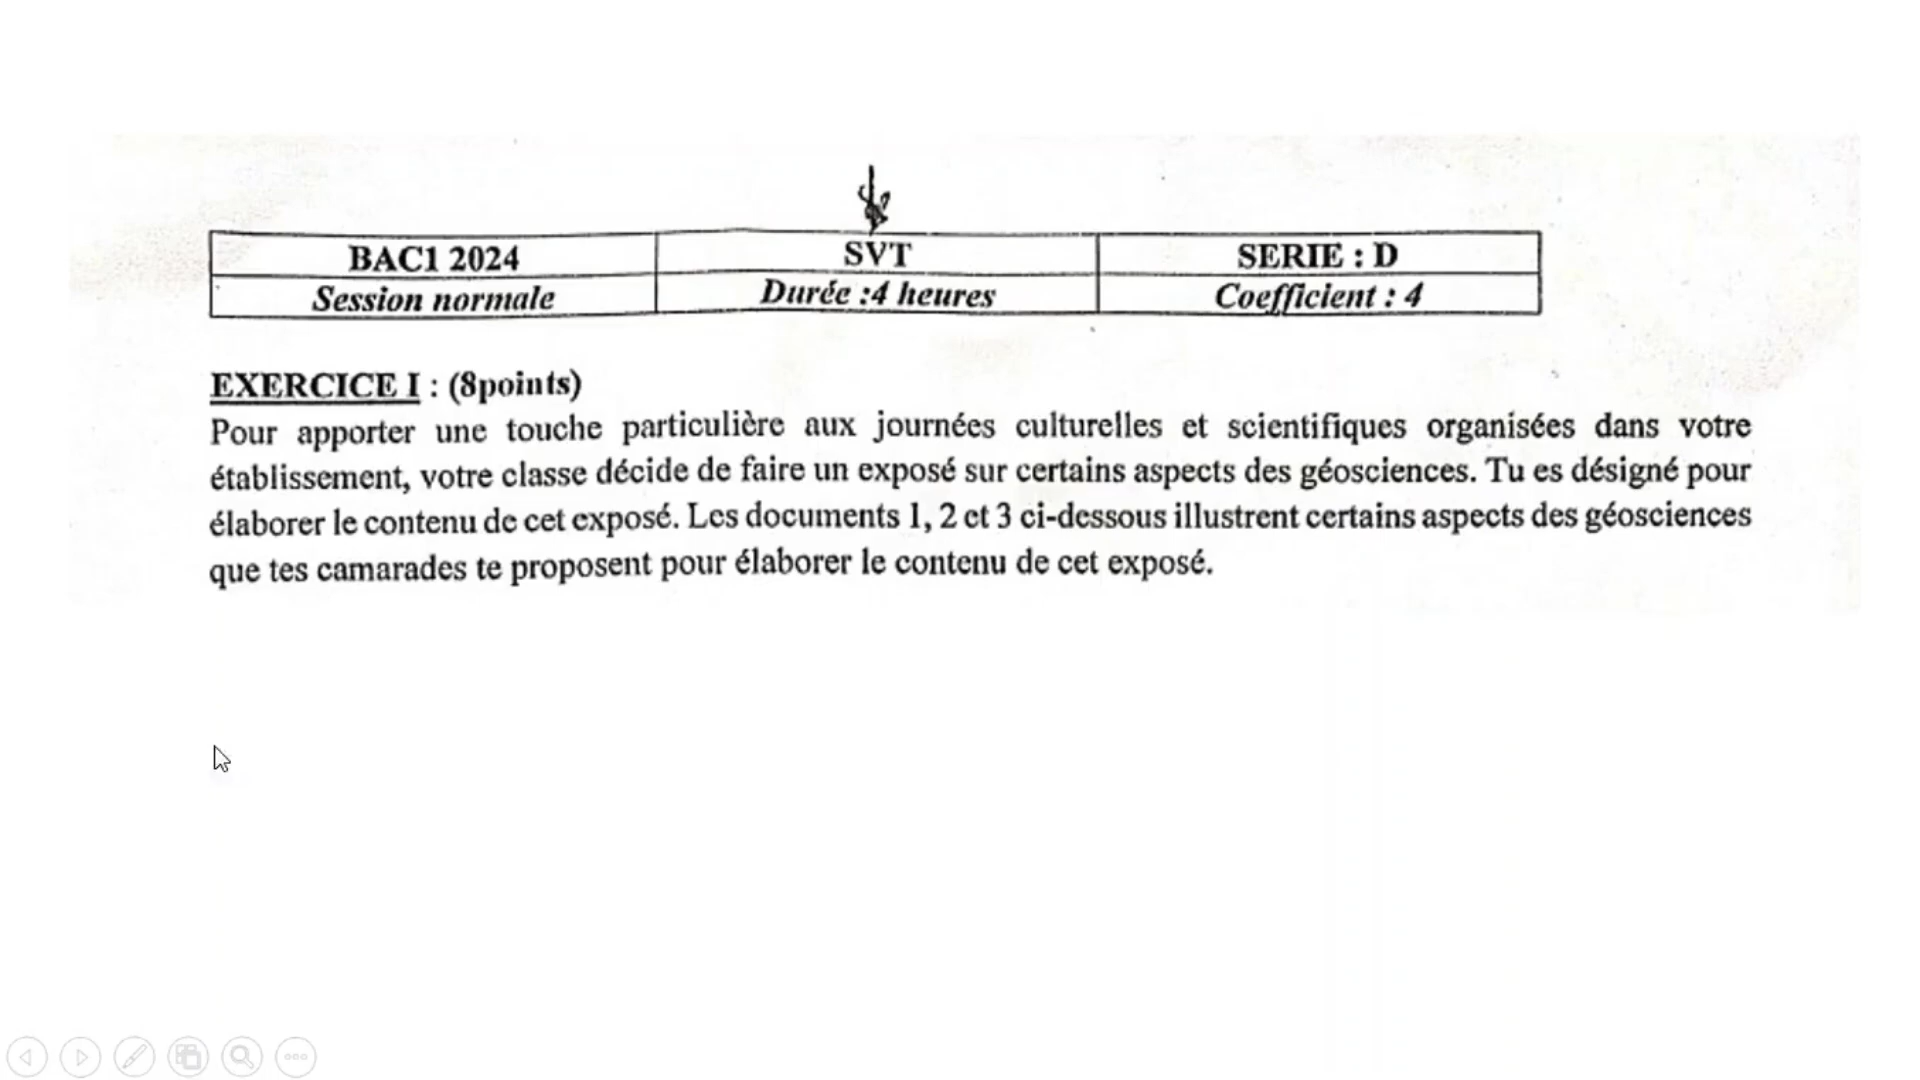 BAC1 2024 SVT SERIE : D
Session normale Durée :4 heures Coefficient : 4
EXERCICE I : (8points)
Pour apporter une touche particulière aux journées culturelles et scientifiques organisées dans votre
établissement, votre classe décide de faire un exposé sur certains aspects des géosciences. Tu es désigné pour
élaborer le contenu de cet exposé. Les documents 1, 2 et 3 ci-dessous illustrent certains aspects des géosciences
que tes camarades te proposent pour élaborer le contenu de cet exposé.